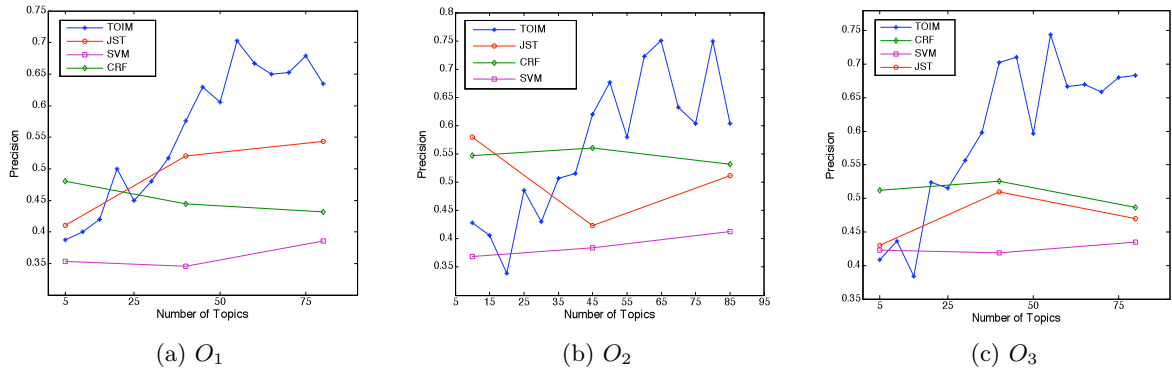 0.75
0.7
0.65
0.6
0.55
0.5
0.45
0.4
0.35
Precision
TOIM
JST
SVM
CRF
5 25 50 75
Number of Topics
(a) O1
0.8
0.75
0.7
0.65
0.6
0.55
0.5
0.45
0.4
0.35
Precision
TOIM
JST
CRF
SVM
5 15 25 35 45 55 65 75 85 95
Number of Topics
(b) O2
0.75
0.7
0.65
0.6
0.55
0.5
0.45
0.4
0.35
Precision
TOIM
CRF
SVM
JST
5 25 50 75
Number of Topics
(c) O3